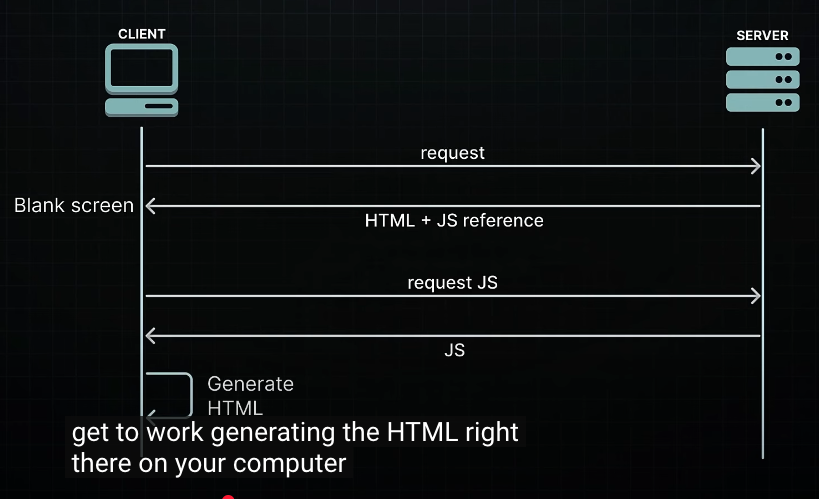 CLIENT
SERVER
request
Blank screen
HTML + JS reference
request JS
JS
Generate
HTML
get to work generating the HTML right
there on your computer